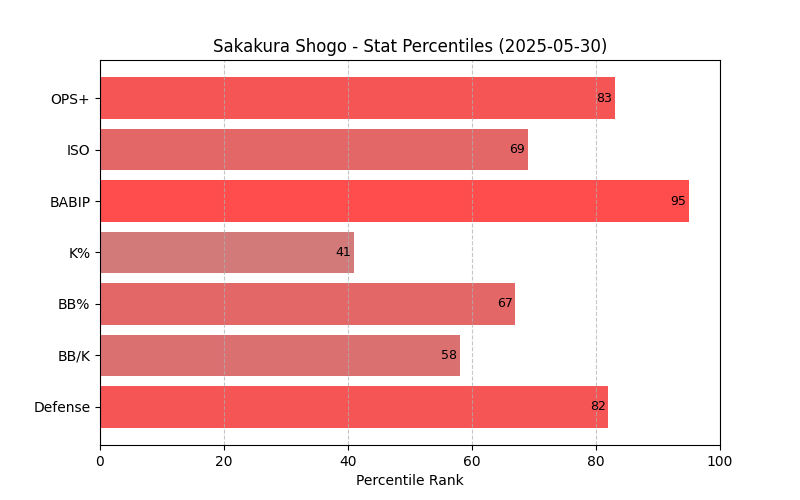 Sakakura Shogo - Stat Percentiles (2025-05-30)
OPS+ 83
ISO 69
BABIP 95
K% 41
BB% 67
BB/K 58
Defense 82
0 20 40 60 80 100
Percentile Rank